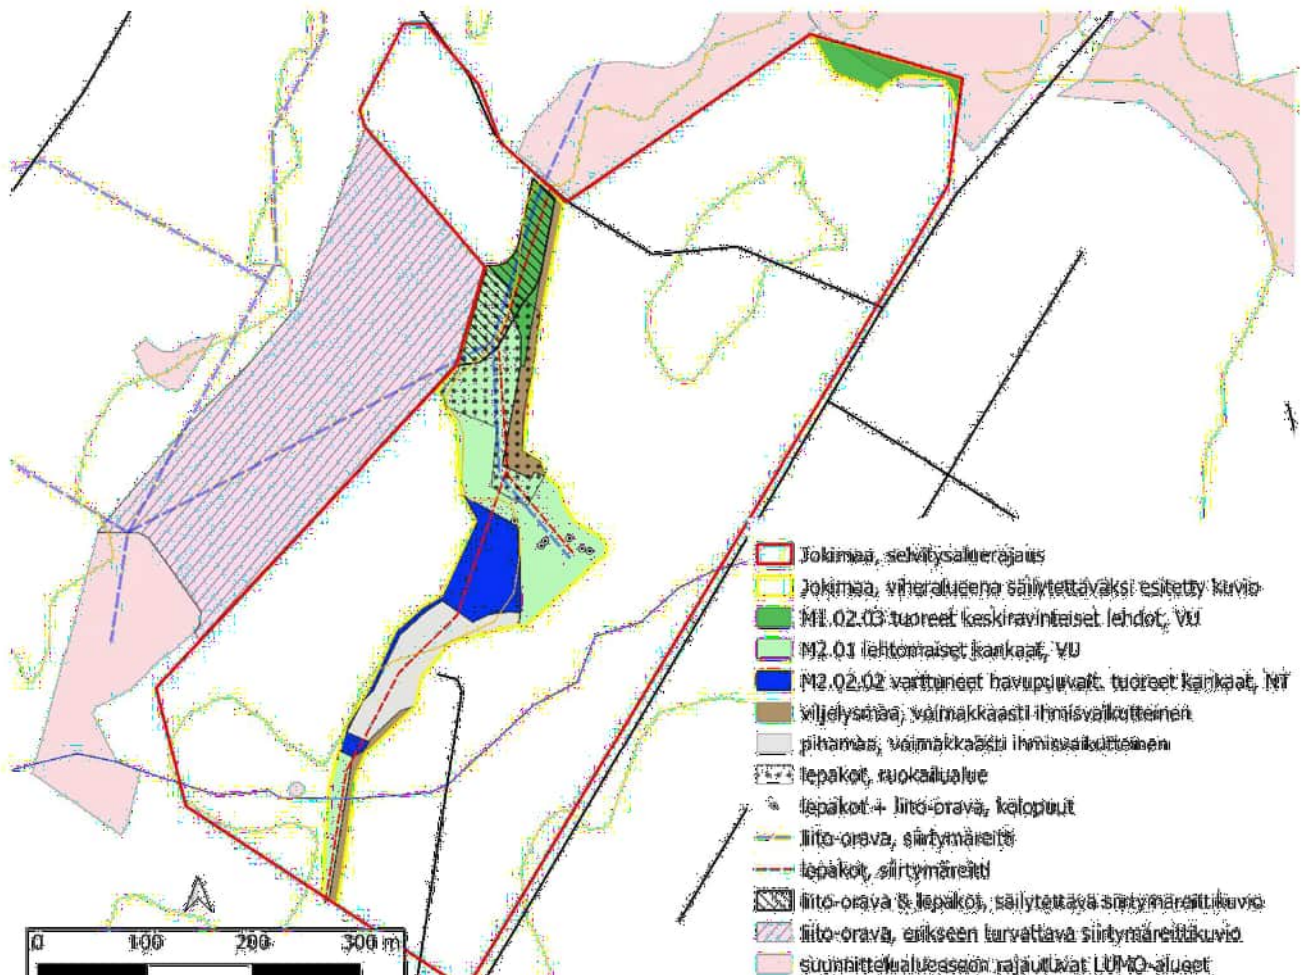 Jokimaa, selvitysaluerajaus
Jokimaa, viheralueena säilytettäväksi esitetty kuvio
M1.02.03 tuoreet keskiravinteiset lehdot, VU
M2.01 lehtomaiset kankaat, VU
M2.02.02 varttuneet havupuuvalt. tuoreet kankaat, NT
viljelysmaa, voimakkaasti ihmisvaikutteinen
pihamaa, voimakkaasti ihmisvaikutteinen
lepakot, ruokailualue
lepakot + liito-orava, kolopuut
liito-orava, siirtymäreitti
lepakot, siirtymäreitti
liito-orava & lepakot, säilytettävä siirtymäreittikuvio
liito-orava, erikseen turvattava siirtymäreittikuvio
suunnittelualueeseen rajautuvat LUMO-alueet
0 100 200 300 m